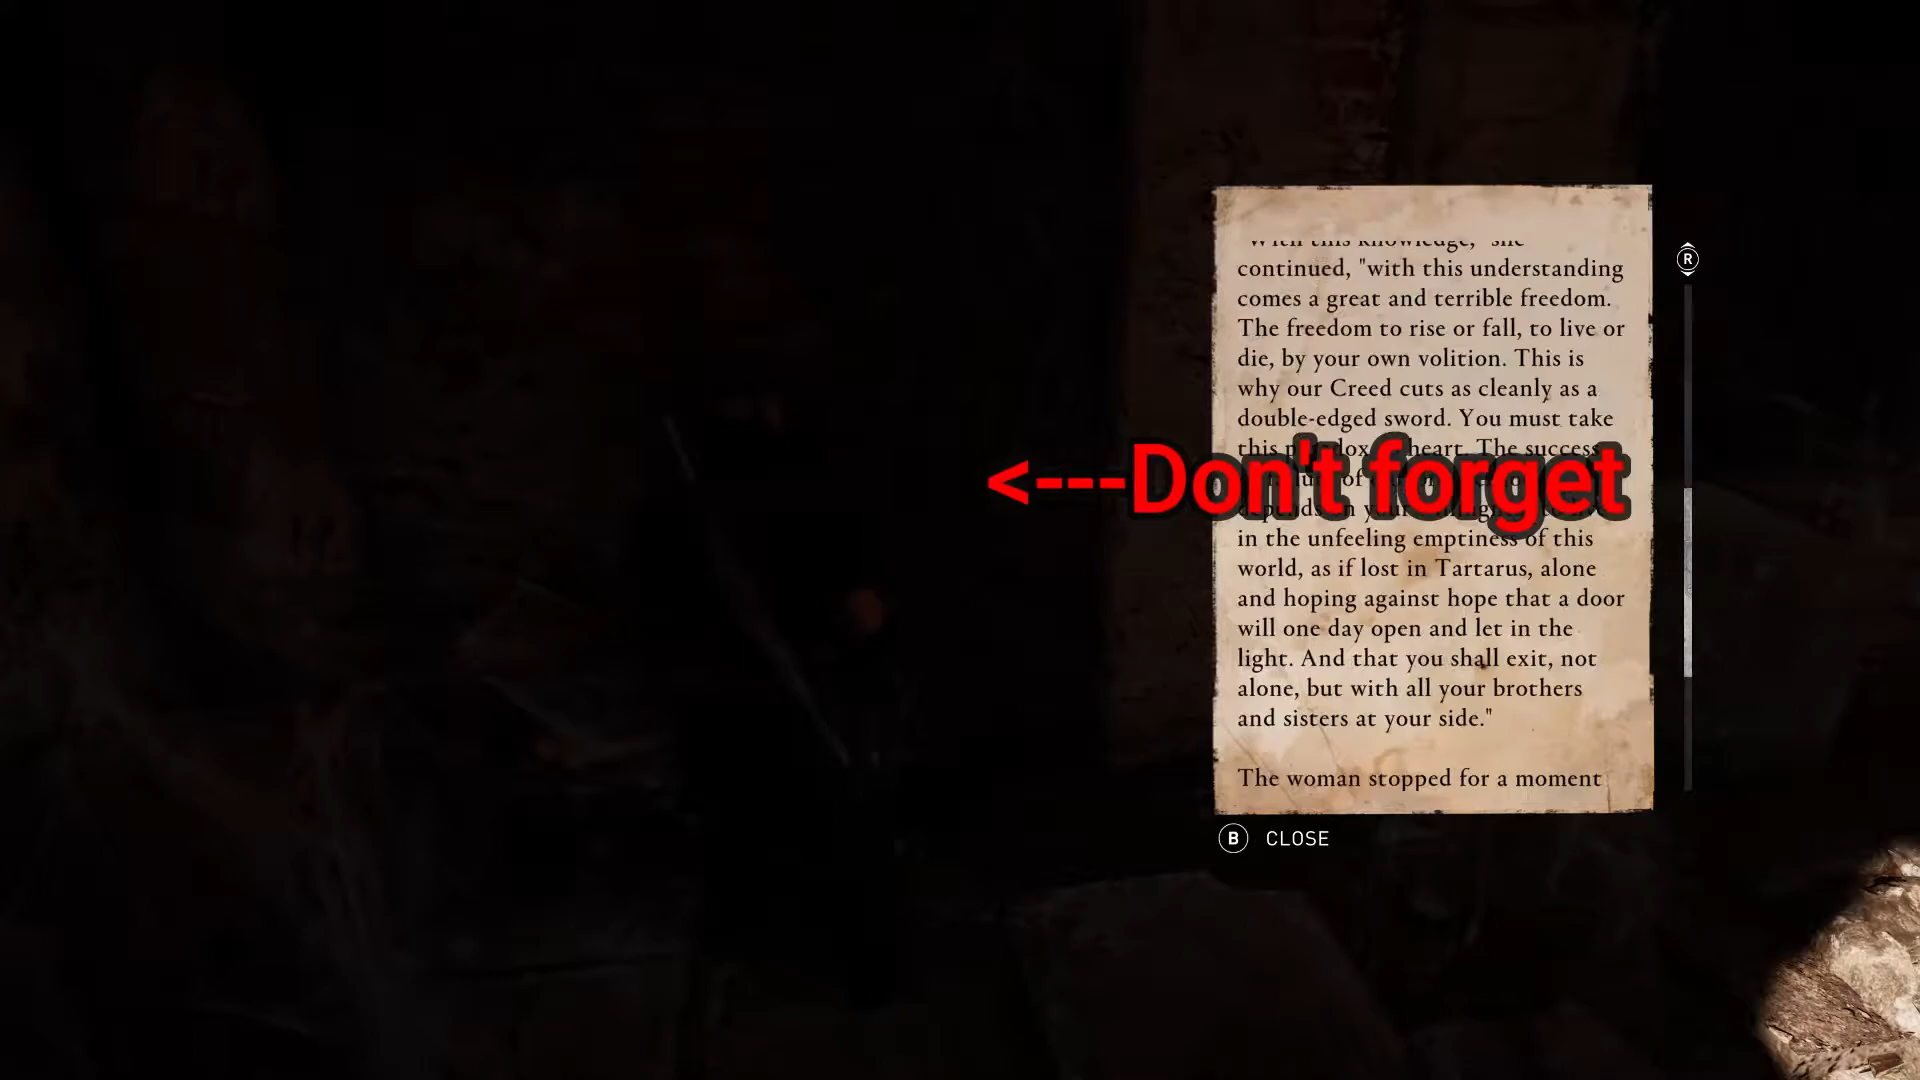 "With this knowledge," she
continued, "with this understanding
comes a great and terrible freedom.
The freedom to rise or fall, to live or
die, by your own volition. This is
why our Creed cuts as cleanly as a
double-edged sword. You must take
this heart. The success
of
depends
in the unfeeling emptiness of this
world, as if lost in Tartarus, alone
and hoping against hope that a door
will one day open and let in the
light. And that you shall exit, not
alone, but with all your brothers
and sisters at your side."
The woman stopped for a moment
<---Don't forget
R
B CLOSE